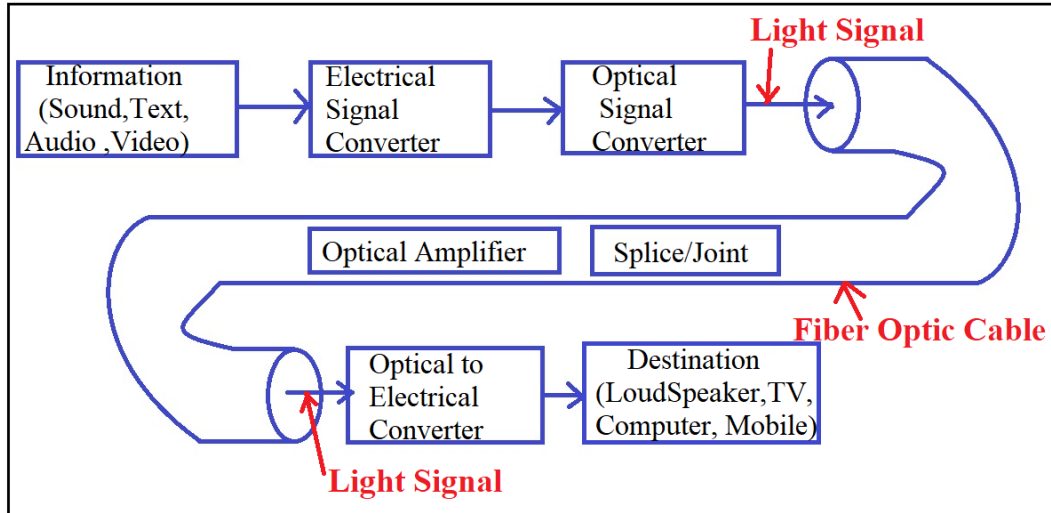 Light Signal
Information
(Sound,Text,
Audio ,Video)
Electrical
Signal
Converter
Optical
Signal
Converter
Optical Amplifier
Splice/Joint
Fiber Optic Cable
Optical to
Electrical
Converter
Destination
(LoudSpeaker,TV,
Computer, Mobile)
Light Signal